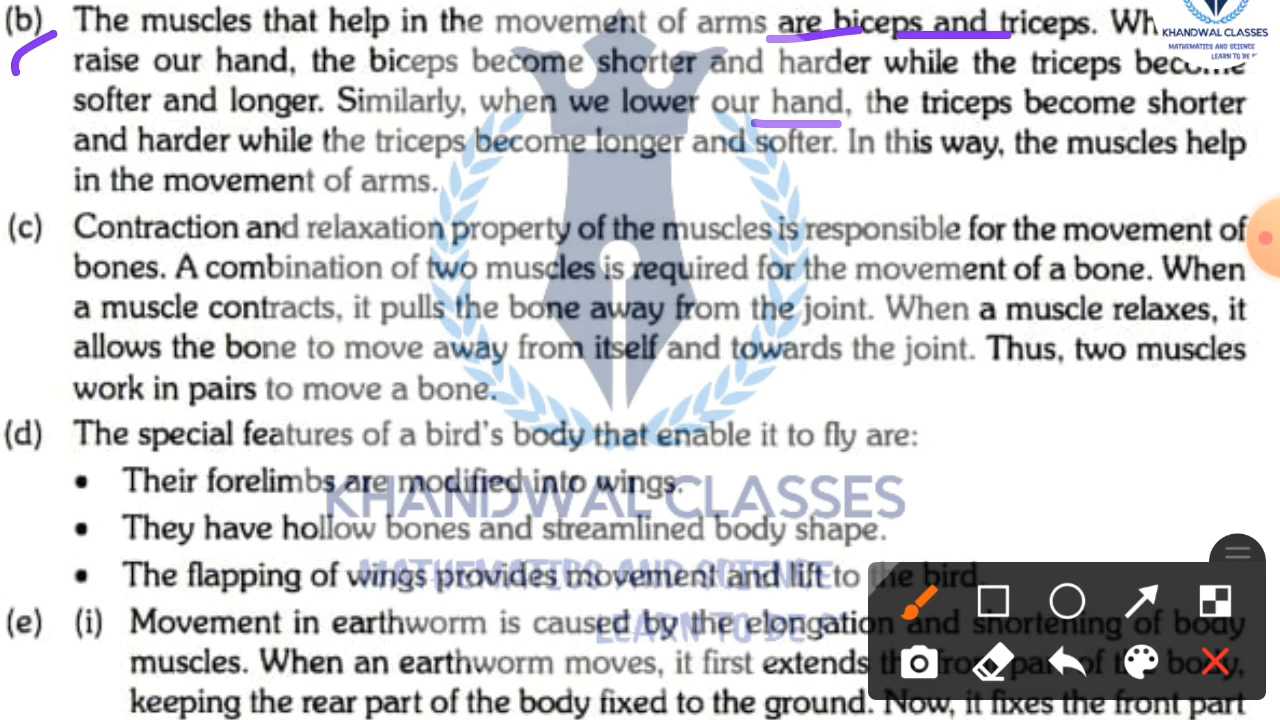 KHANDWAL CLASSES
MATHEMATICS AND SCIENCE
(b) The muscles that help in the movement of arms are biceps and triceps.
raise our hand, the biceps become shorter and harder while the triceps become
softer and longer. Similarly, when we lower our hand, the triceps become shorter
and harder while the triceps become longer and softer. In this way, the muscles help
in the movement of arms.
(c) Contraction and relaxation property of the muscles is responsible for the movement of
bones. A combination of two muscles is required for the movement of a bone. When
a muscle contracts, it pulls the bone away from the joint. When a muscle relaxes, it
allows the bone to move away from itself and towards the joint. Thus, two muscles
work in pairs to move a bone.
(d) The special features of a bird's body that enable it to fly are:
• Their forelimbs are modified into wings.
KHANDWAL CLASSES
• They have hollow bones and streamlined body shape.
• The flapping of wings provides movement and lift to the bird.
MATHEMATICS AND SCIENCE
(e) (i) Movement in earthworm is caused by the elongation and shortening of body
LEARN TO BE
muscles. When an earthworm moves, it first extends the front part of the body,
keeping the rear part of the body fixed to the ground. Now, it fixes the front part